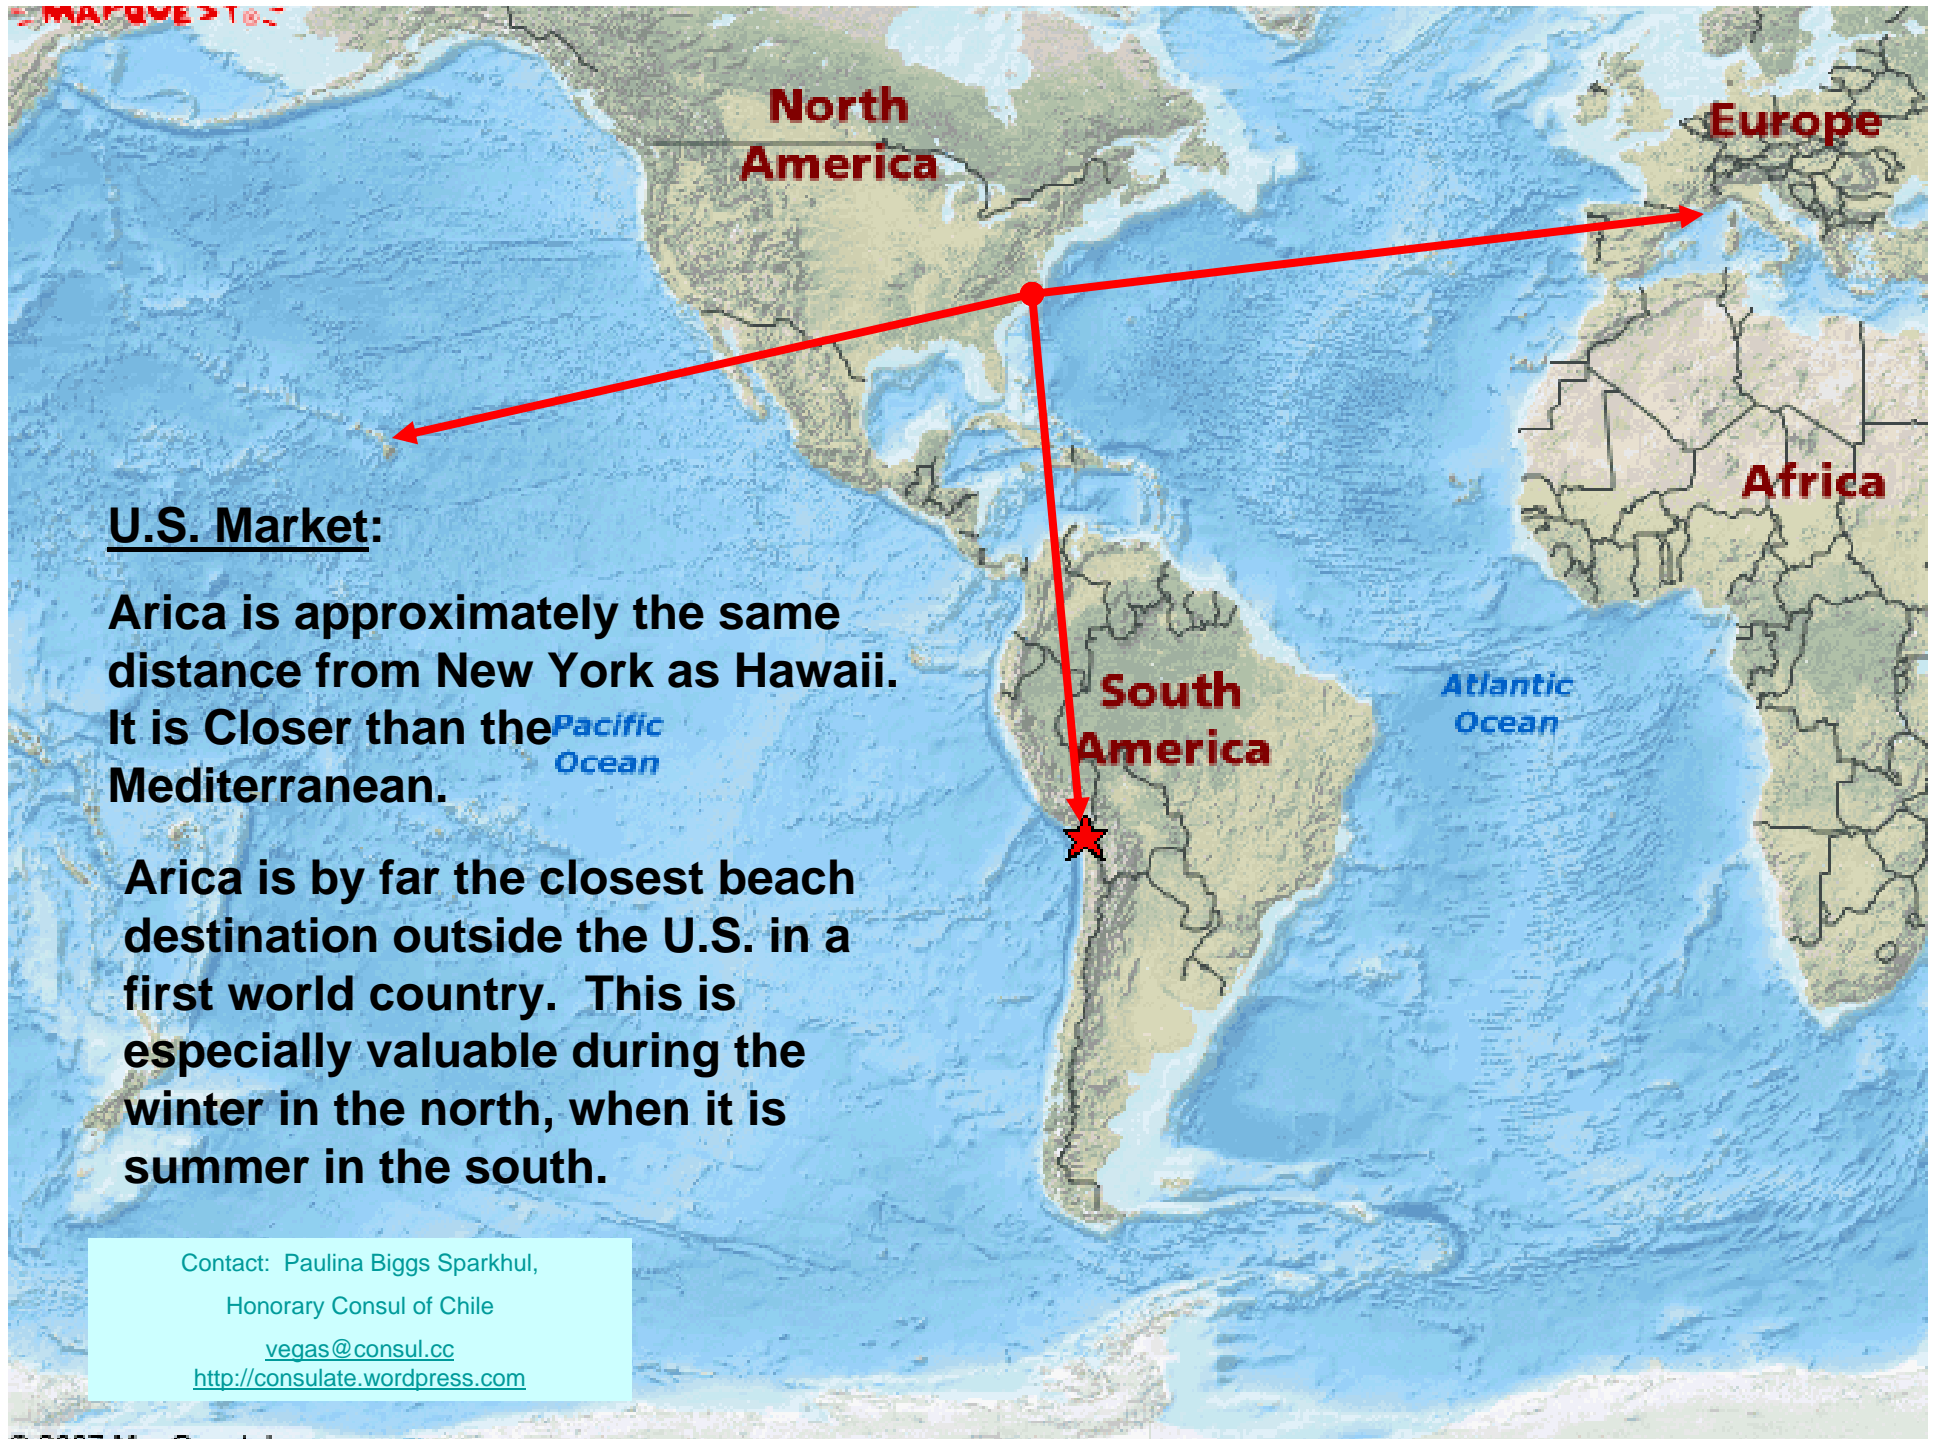 MAPQUEST®
North
America
Europe
Africa
U.S. Market:
Arica is approximately the same
distance from New York as Hawaii.
It is Closer than the
Mediterranean.
Pacific
Ocean
South
America
Atlantic
Ocean
Arica is by far the closest beach
destination outside the U.S. in a
first world country.  This is
especially valuable during the
winter in the north, when it is
summer in the south.
Contact:  Paulina Biggs Sparkhul,
Honorary Consul of Chile
vegas@consul.cc
http://consulate.wordpress.com